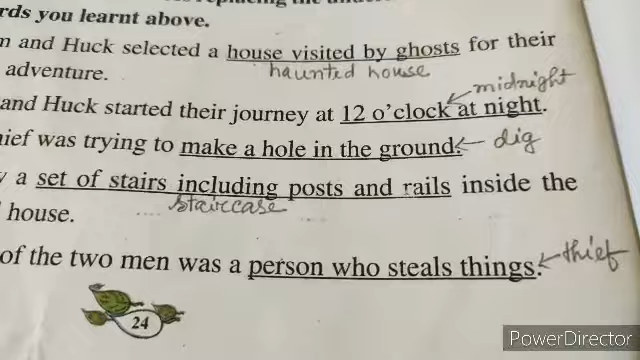 rds you learnt above.
n and Huck selected a house visited by ghosts for their
haunted house
adventure.
midnight
and Huck started their journey at 12 o'clock at night.
ief was trying to make a hole in the ground. dig
y a set of stairs including posts and rails inside the
staircase
house.
of the two men was a person who steals things. thief
24
PowerDirector